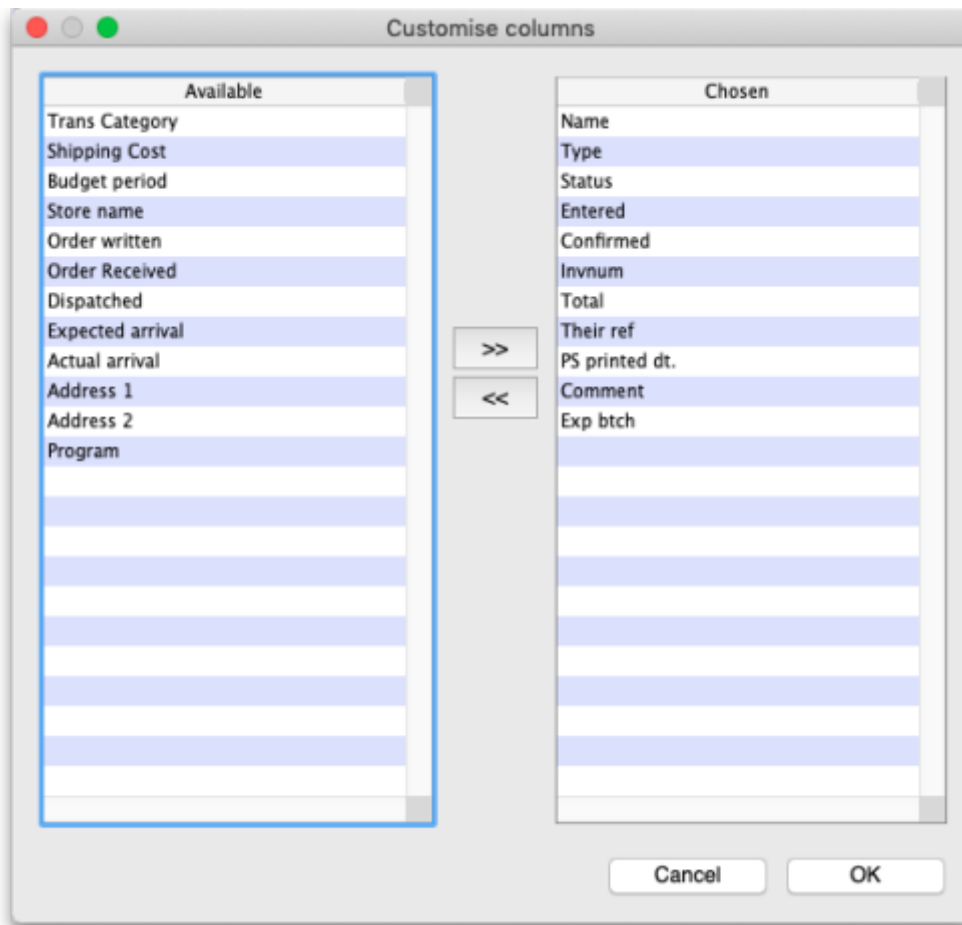 Customise columns
Available
Trans Category
Shipping Cost
Budget period
Store name
Order written
Order Received
Dispatched
Expected arrival
Actual arrival
Address 1
Address 2
Program
>>
<<
Chosen
Name
Type
Status
Entered
Confirmed
Invnum
Total
Their ref
PS printed dt.
Comment
Exp btch
Cancel
OK